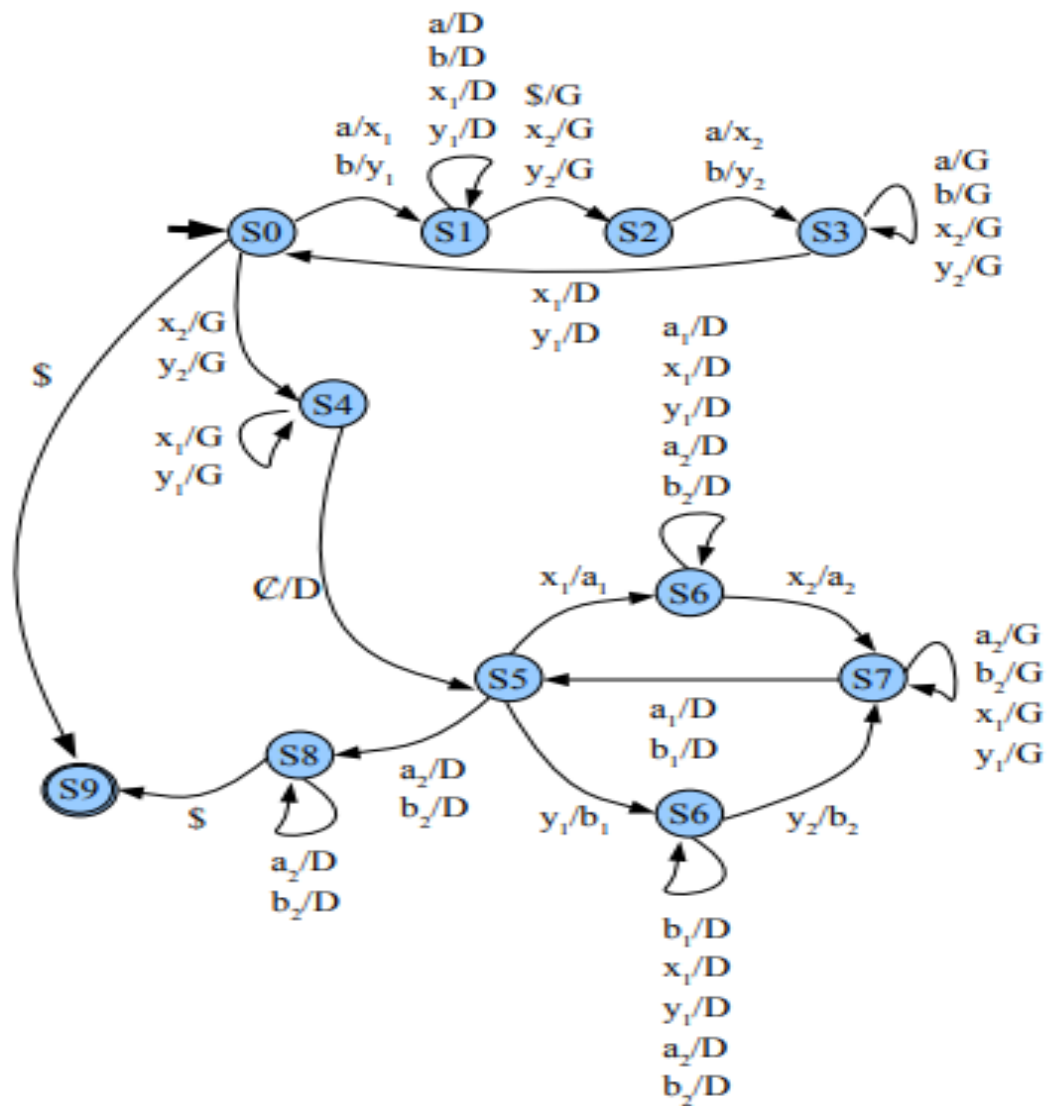 a/D
b/D
x₁/D
y₁/D
$/G
x₂/G
y₂/G
a/x₁
b/y₁
a/x₂
b/y₂
a/G
b/G
x₂/G
y₂/G
S0
S1
S2
S3
x₁/D
y₁/D
x₂/G
y₂/G
$
S4
x₁/G
y₁/G
a₁/D
x₁/D
y₁/D
a₂/D
b₂/D
₵/D
x₁/a₁
S6
x₂/a₂
S5
S7
a₂/G
b₂/G
x₁/G
y₁/G
a₁/D
b₁/D
S8
a₂/D
b₂/D
S9
$
y₁/b₁
S6
y₂/b₂
a₂/D
b₂/D
b₁/D
x₁/D
y₁/D
a₂/D
b₂/D